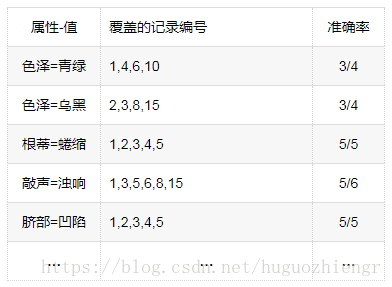 属性-值 覆盖的记录编号 准确率
色泽=青绿 1,4,6,10 3/4
色泽=乌黑 2,3,8,15 3/4
根蒂=蜷缩 1,2,3,4,5 5/5
敲声=浊响 1,3,5,6,8,15 5/6
脐部=凹陷 1,2,3,4,5 5/5
... ... ...
https://blog.csdn.net/huguozhiengr